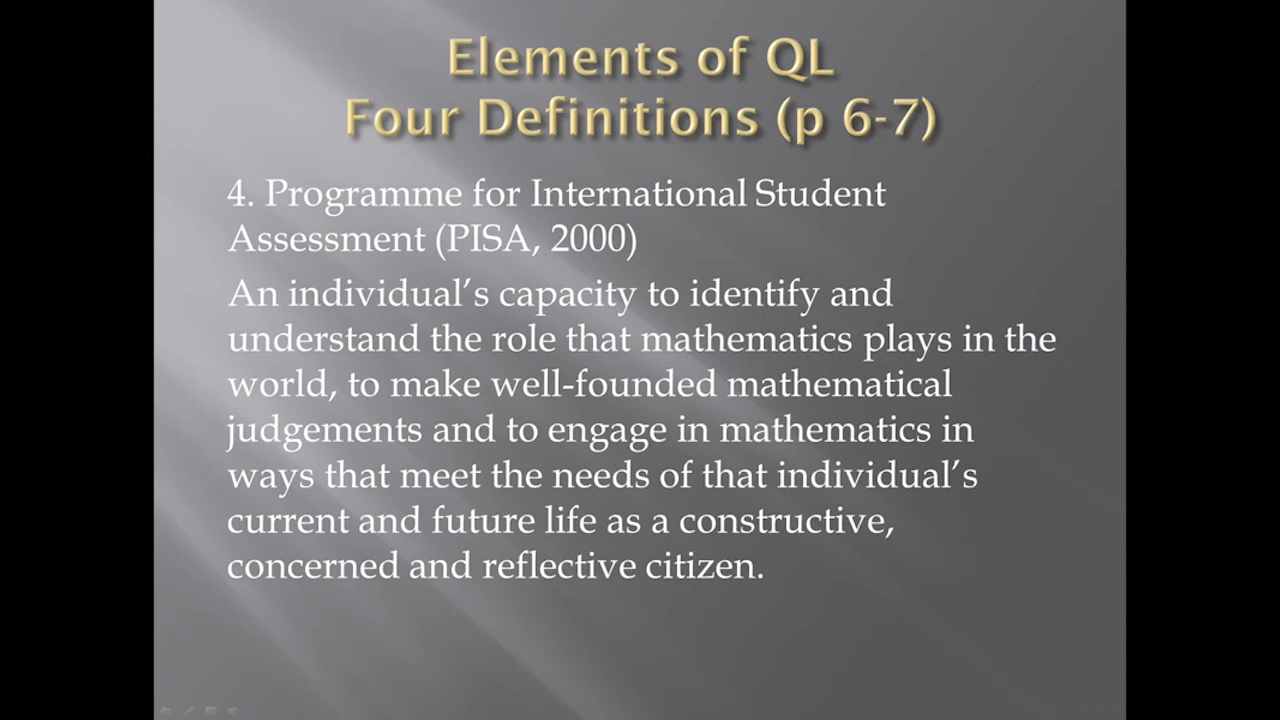 Elements of QL
Four Definitions (p 6-7)
4. Programme for International Student
Assessment (PISA, 2000)
An individual’s capacity to identify and
understand the role that mathematics plays in the
world, to make well-founded mathematical
judgements and to engage in mathematics in
ways that meet the needs of that individual’s
current and future life as a constructive,
concerned and reflective citizen.